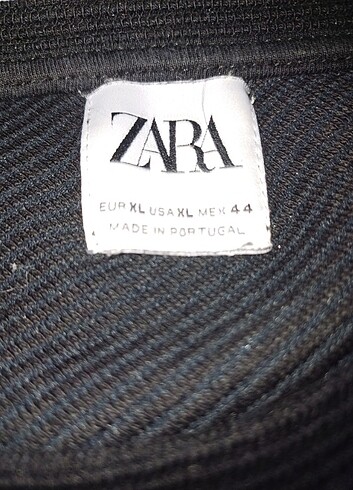 ZARA
EUR XL USA XL MEX 44
MADE IN PORTUGAL